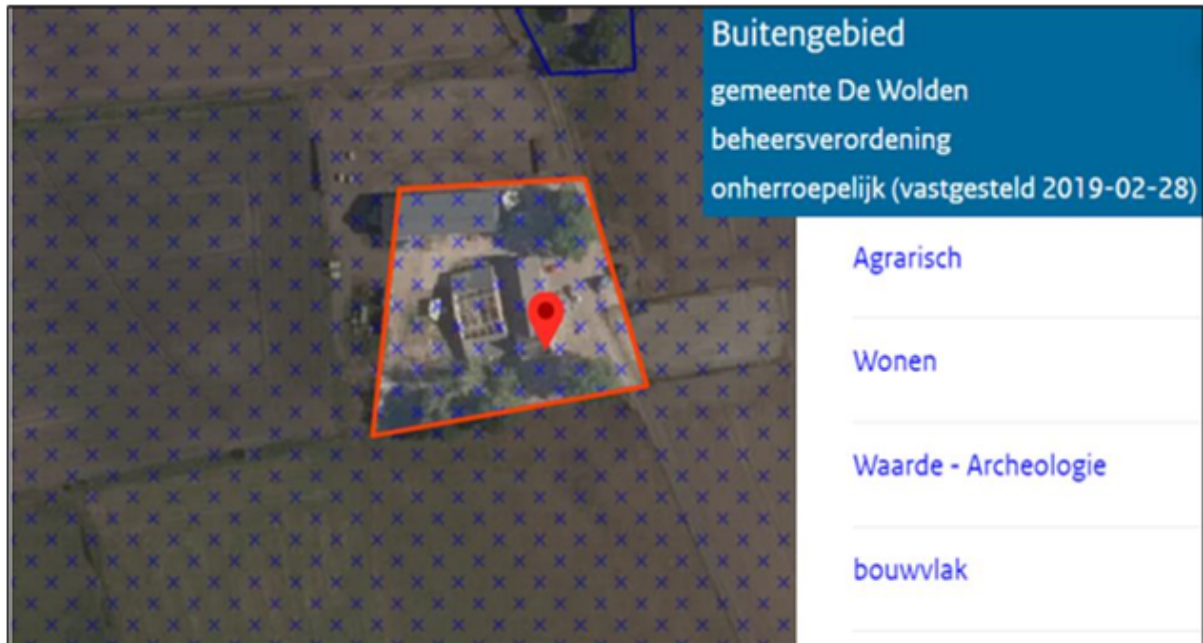 Buitengebied
gemeente De Wolden
beheersverordening
onherroepelijk (vastgesteld 2019-02-28)
Agrarisch
Wonen
Waarde - Archeologie
bouwvlak